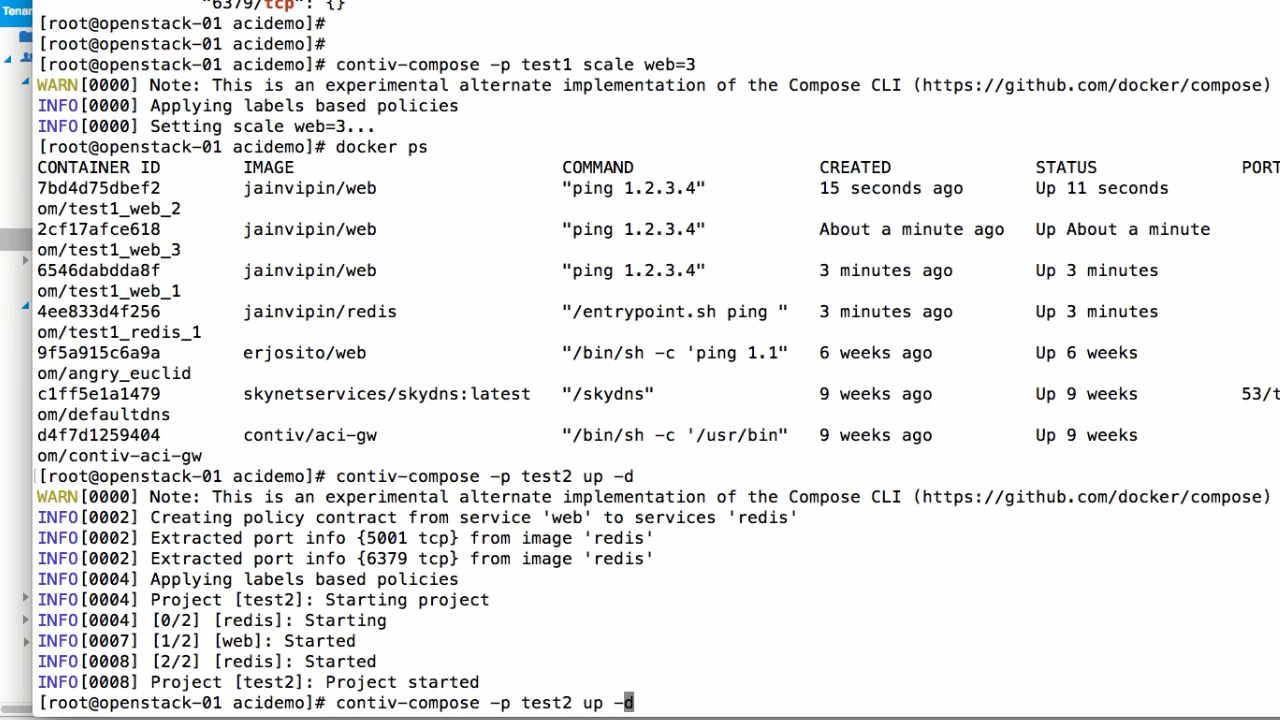 Tenan
"6379/tcp": {}
[root@openstack-01 acidemo]#
[root@openstack-01 acidemo]#
[root@openstack-01 acidemo]# contiv-compose -p test1 scale web=3
WARN[0000] Note: This is an experimental alternate implementation of the Compose CLI (https://github.com/docker/compose)
INFO[0000] Applying labels based policies
INFO[0000] Setting scale web=3...
[root@openstack-01 acidemo]# docker ps
CONTAINER ID IMAGE COMMAND CREATED STATUS PORT
7bd4d75dbef2 jainvipin/web "ping 1.2.3.4" 15 seconds ago Up 11 seconds
om/test1_web_2
2cf17afce618 jainvipin/web "ping 1.2.3.4" About a minute ago Up About a minute
om/test1_web_3
6546dabdda8f jainvipin/web "ping 1.2.3.4" 3 minutes ago Up 3 minutes
om/test1_web_1
4ee833d4f256 jainvipin/redis "/entrypoint.sh ping " 3 minutes ago Up 3 minutes
om/test1_redis_1
9f5a915c6a9a erjosito/web "/bin/sh -c 'ping 1.1" 6 weeks ago Up 6 weeks
om/angry_euclid
c1ff5e1a1479 skynetservices/skydns:latest "/skydns" 9 weeks ago Up 9 weeks 53/t
om/defaultdns
d4f7d1259404 contiv/aci-gw "/bin/sh -c '/usr/bin" 9 weeks ago Up 9 weeks
om/contiv-aci-gw
[root@openstack-01 acidemo]# contiv-compose -p test2 up -d
WARN[0000] Note: This is an experimental alternate implementation of the Compose CLI (https://github.com/docker/compose)
INFO[0002] Creating policy contract from service 'web' to services 'redis'
INFO[0002] Extracted port info {5001 tcp} from image 'redis'
INFO[0002] Extracted port info {6379 tcp} from image 'redis'
INFO[0004] Applying labels based policies
INFO[0004] Project [test2]: Starting project
INFO[0004] [0/2] [redis]: Starting
INFO[0007] [1/2] [web]: Started
INFO[0008] [2/2] [redis]: Started
INFO[0008] Project [test2]: Project started
[root@openstack-01 acidemo]# contiv-compose -p test2 up -d